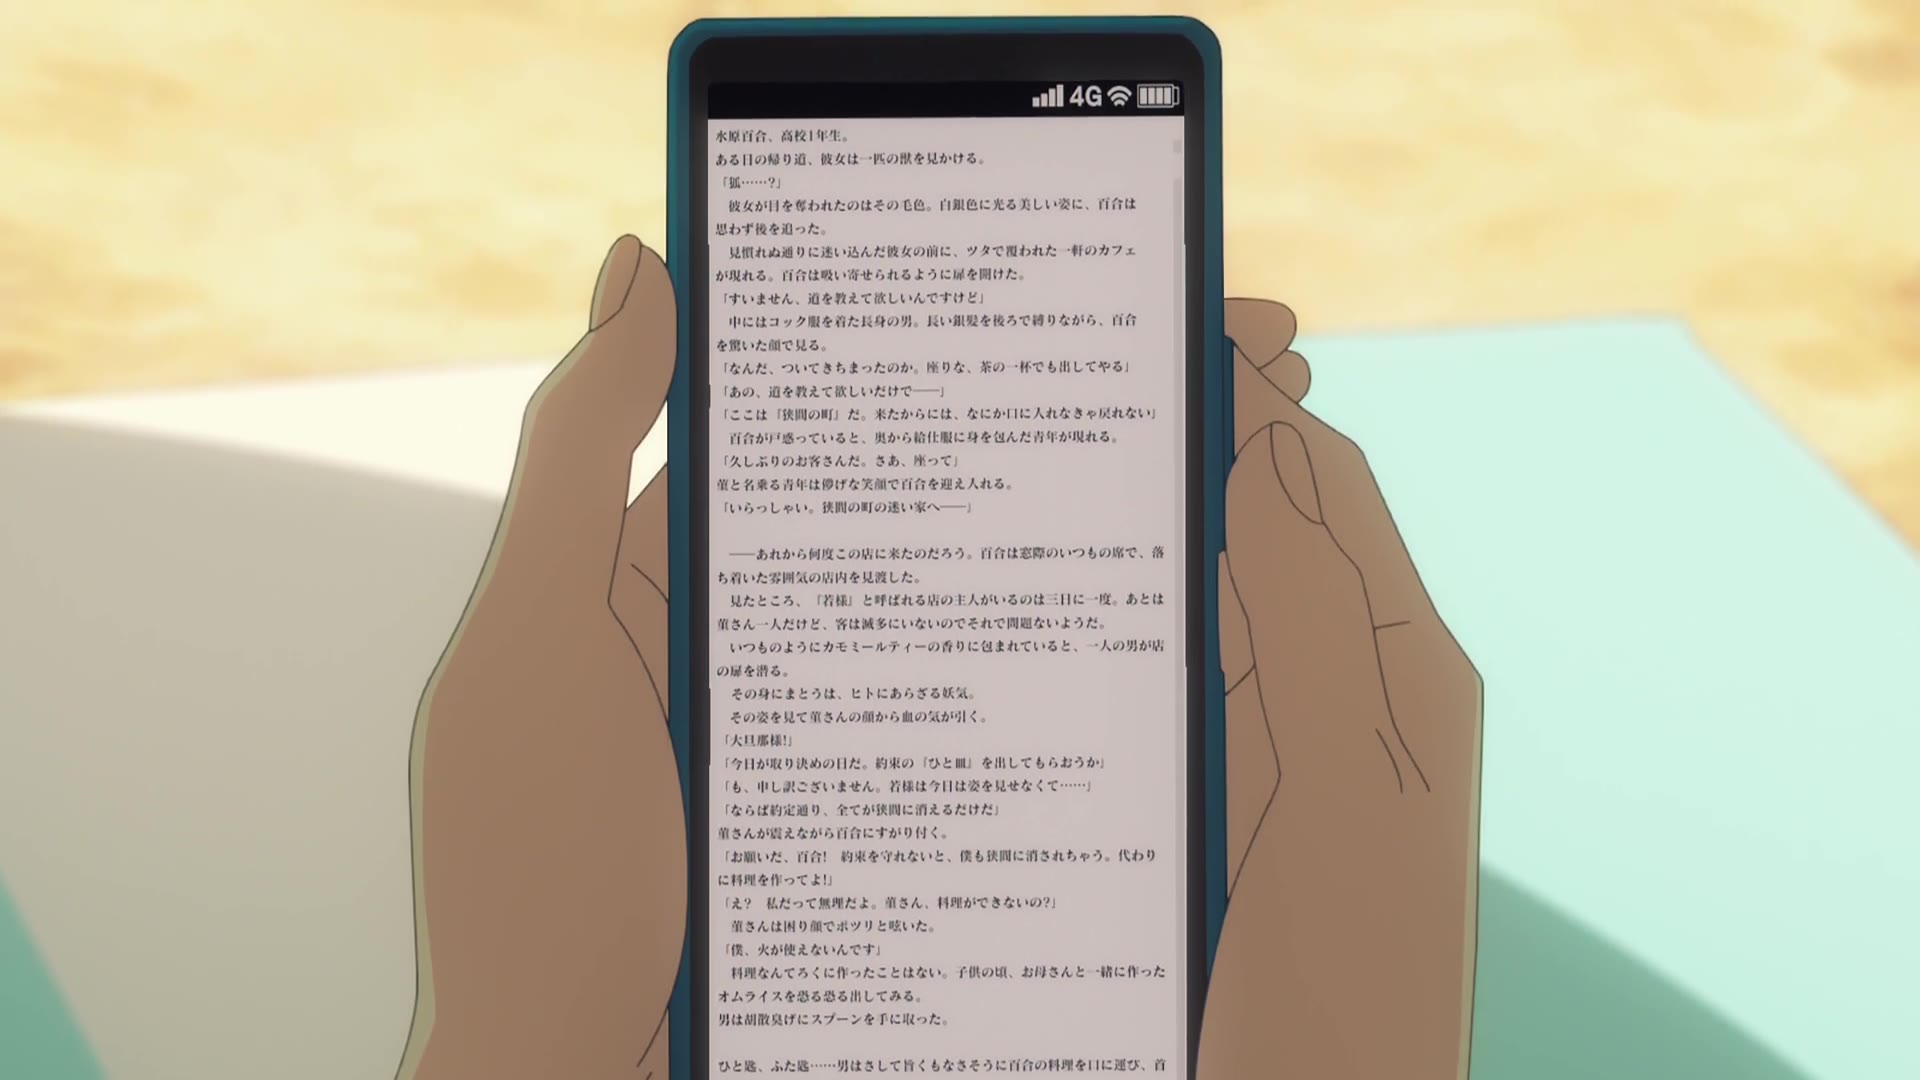 4G
水原百合、高校1年生。
ある日の帰り道、彼女は一匹の獣を見かける。
「狐……?」
　彼女が目を奪われたのはその毛色。白銀色に光る美しい姿に、百合は
思わず後を追った。
　見慣れぬ通りに迷い込んだ彼女の前に、ツタで覆われた一軒のカフェ
が現れる。百合は吸い寄せられるように扉を開けた。
「すいません、道を教えて欲しいんですけど」
　中にはコック服を着た長身の男。長い銀髪を後ろで縛りながら、百合
を驚いた顔で見る。
「なんだ、ついてきちまったのか。座りな、茶の一杯でも出してやる」
「あの、道を教えて欲しいだけで――」
「ここは『狭間の町』だ。来たからには、なにか口に入れなきゃ戻れない」
　百合が戸惑っていると、奥から給仕服に身を包んだ青年が現れる。
「久しぶりのお客さんだ。さあ、座って」
菫と名乗る青年は儚げな笑顔で百合を迎え入れる。
「いらっしゃい。狭間の町の迷い家へ――」
　――あれから何度この店に来たのだろう。百合は窓際のいつもの席で、落
ち着いた雰囲気の店内を見渡した。
　見たところ、『若様』と呼ばれる店の主人がいるのは三日に一度。あとは
菫さん一人だけど、客は滅多にいないのでそれで問題ないようだ。
　いつものようにカモミールティーの香りに包まれていると、一人の男が店
の扉を潜る。
　その身にまとうは、ヒトにあらざる妖気。
　その姿を見て菫さんの顔から血の気が引く。
「大旦那様!」
「今日が取り決めの日だ。約束の『ひと皿』を出してもらおうか」
「も、申し訳ございません。若様は今日は姿を見せなくて……」
「ならば約定通り、全てが狭間に消えるだけだ」
菫さんが震えながら百合にすがり付く。
「お願いだ、百合!　約束を守れないと、僕も狭間に消されちゃう。代わり
に料理を作ってよ!」
「え?　私だって無理だよ。菫さん、料理ができないの?」
　菫さんは困り顔でポツリと呟いた。
「僕、火が使えないんです」
　料理なんてろくに作ったことはない。子供の頃、お母さんと一緒に作った
オムライスを恐る恐る出してみる。
男は胡散臭げにスプーンを手に取った。
ひと匙、ふた匙……男はさして旨くもなさそうに百合の料理を口に運び、首